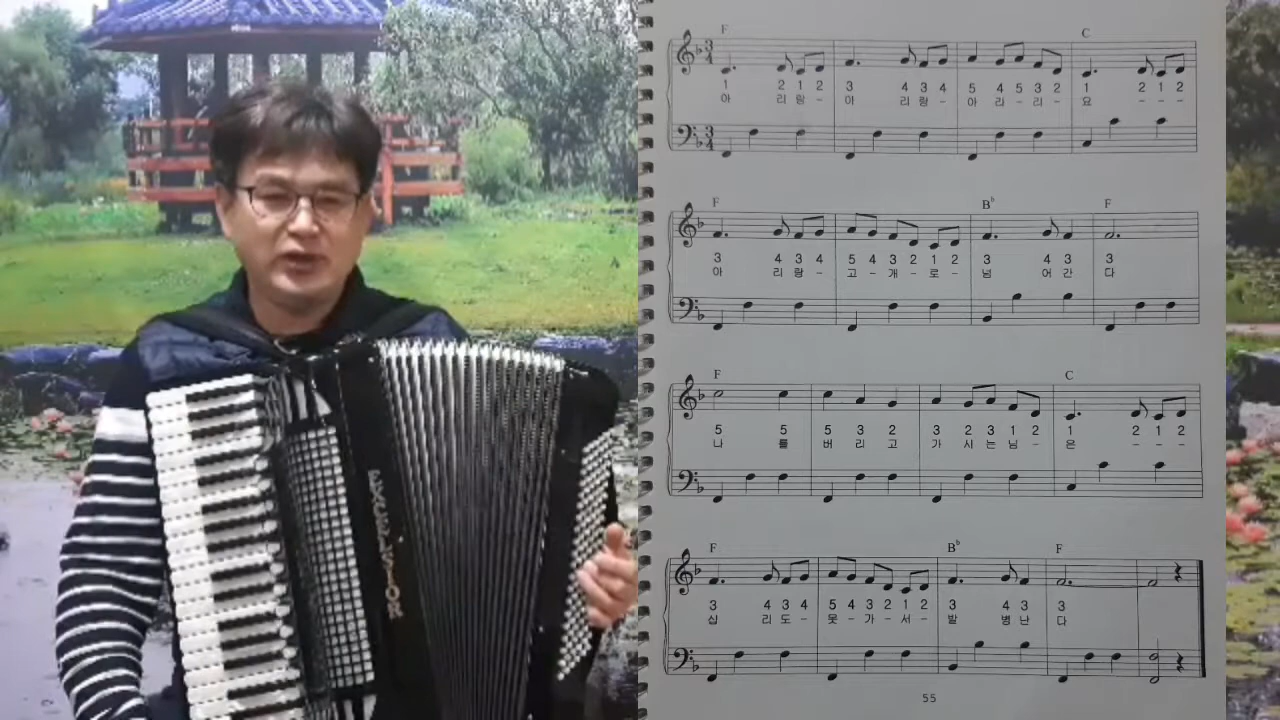 EXCELSIOR
F C
3 4
1 2 1 2 3 4 3 4 5 4 5 3 2 1 2 1 2
아 리 랑 - 아 리 랑 - 아 리 - 리 - 요 - - -
3 4
F B♭ F
3 4 3 4 5 4 3 2 1 2 3 4 3 3
아 리 랑 - 고 - 개 - 로 - 넘 어 간 다
F C
5 5 5 3 2 3 2 3 1 2 1 2 1 2
나 를 버 리 고 가 시 는 님 - 은 - - -
F B♭ F
3 4 3 4 5 4 3 2 1 2 3 4 3 3
십 리 도 - 못 - 가 - 서 - 발 병 난 다
55